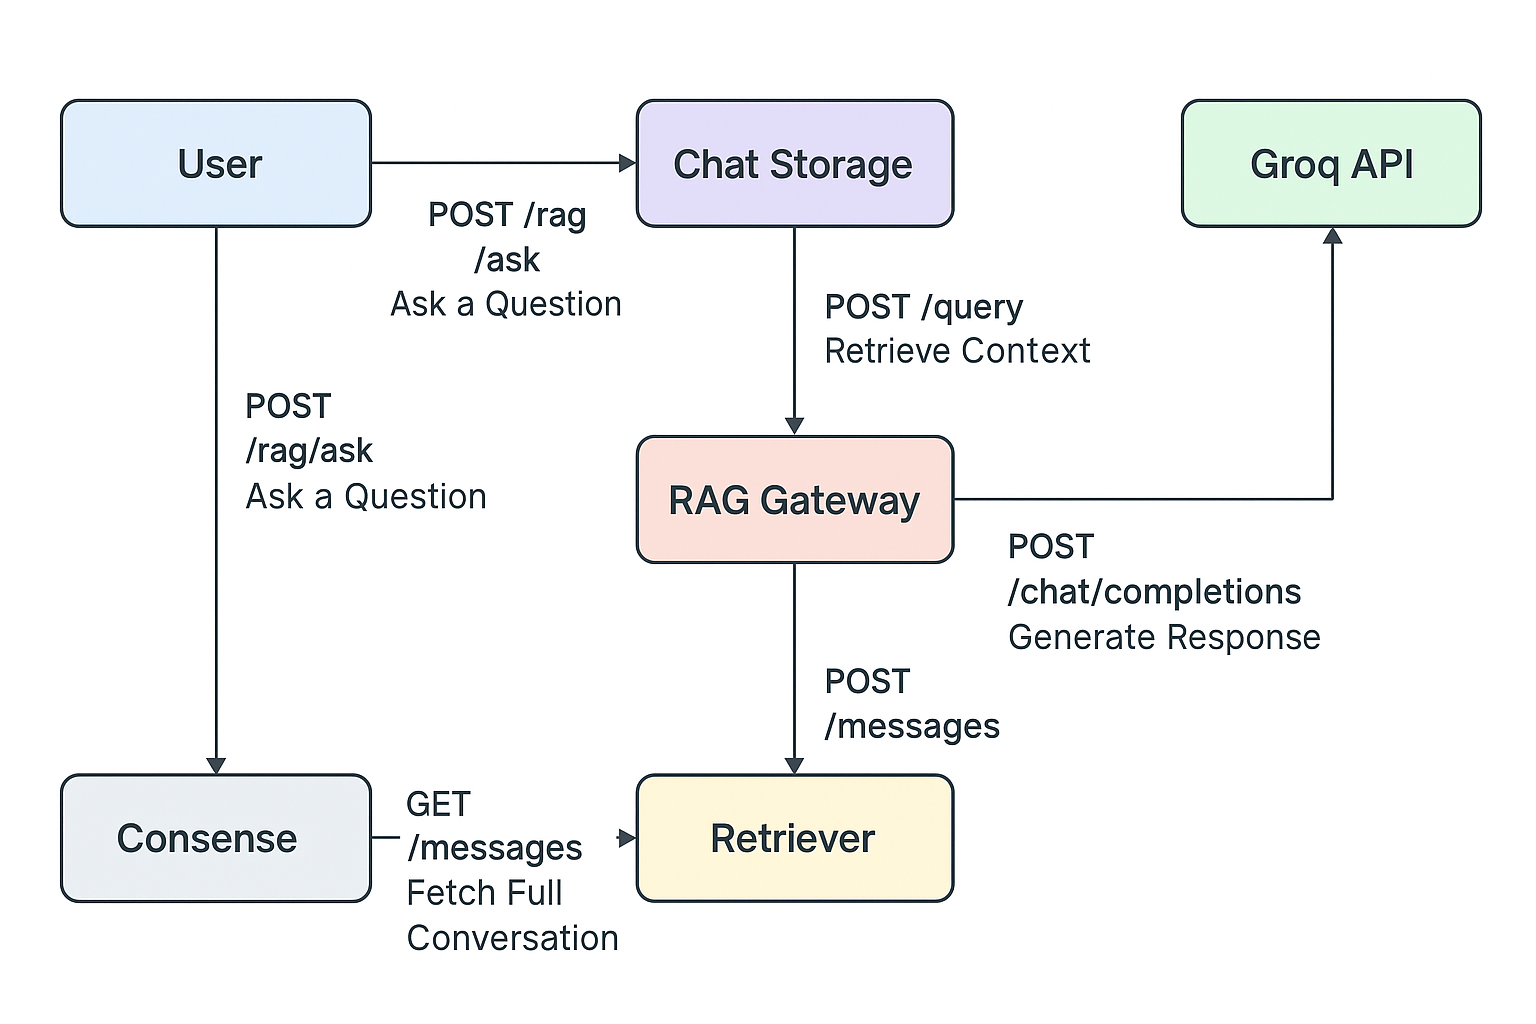 User
Chat Storage
Groq API
POST /rag
/ask
Ask a Question
POST /query
Retrieve Context
POST
/rag/ask
Ask a Question
RAG Gateway
POST
/chat/completions
Generate Response
POST
/messages
Consense
GET
/messages
Fetch Full
Conversation
Retriever